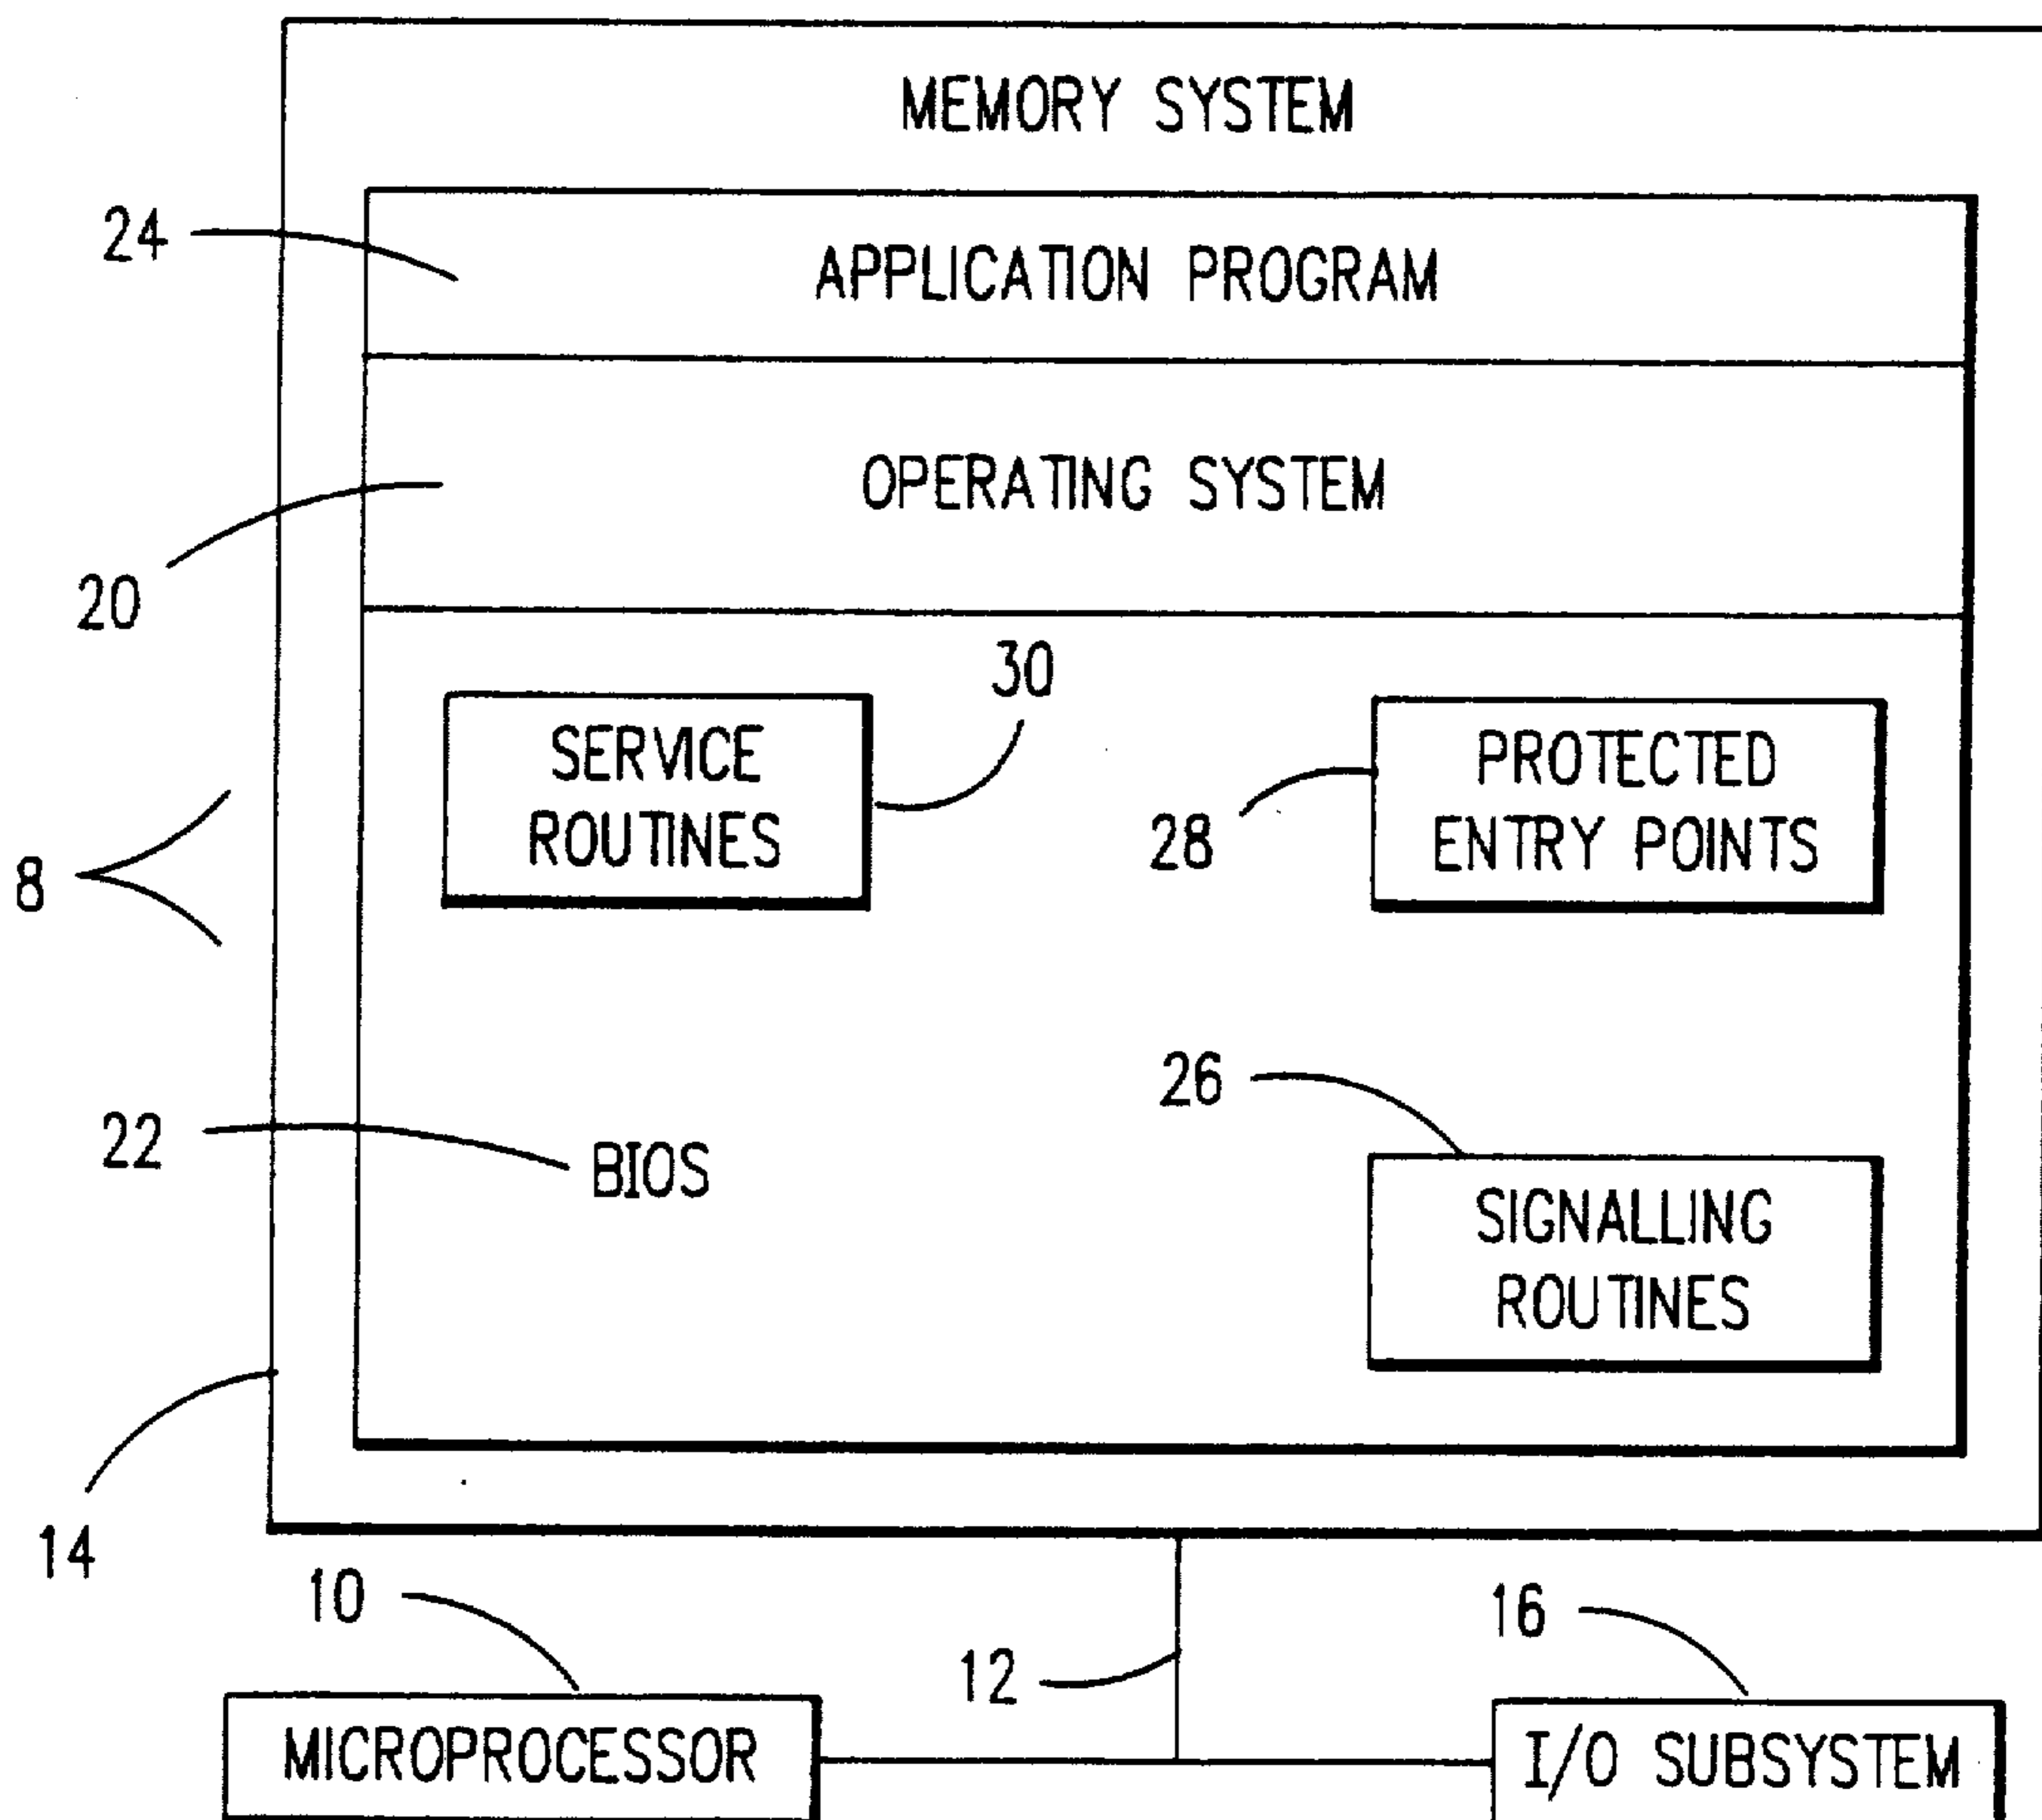 MEMORY SYSTEM
24
APPLICATION PROGRAM
OPERATING SYSTEM
20
30
SERVICE
ROUTINES
PROTECTED
ENTRY POINTS
28
8
26
22
BIOS
SIGNALLING
ROUTINES
14
10
16
12
MICROPROCESSOR
I/O SUBSYSTEM